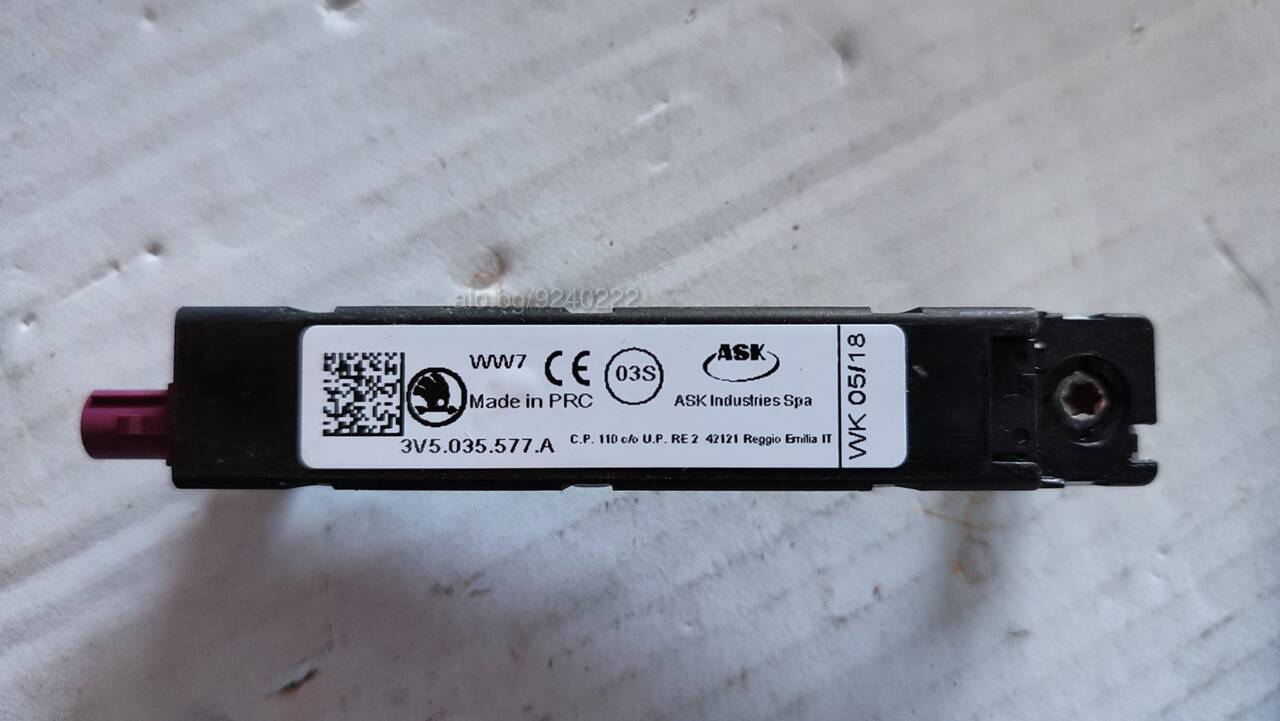 alo.bg/9240222
WW7
03S
ASK
Made in PRC
ASK Industries Spa
3V5.035.577.A
C.P. 110 c/o U.P. RE 2 42121 Reggio Emilia IT
WK 05/18